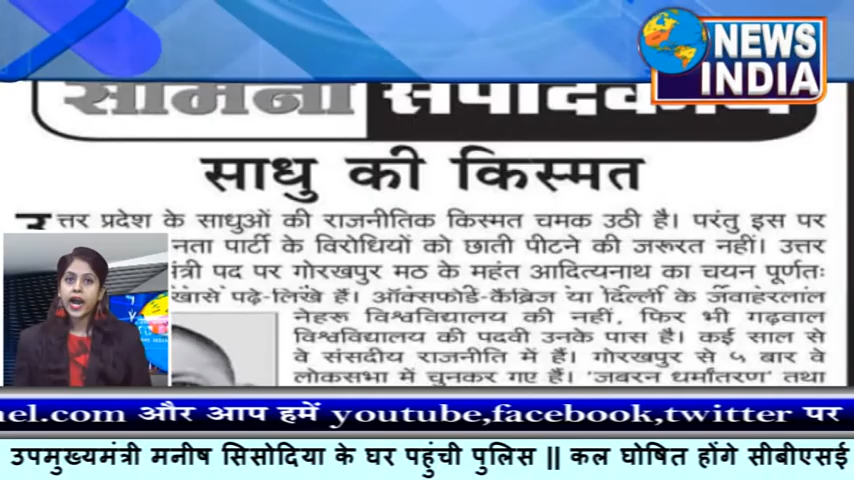 NEWS
INDIA
सामना संपादकीय
साधु की किस्मत
उत्तर प्रदेश के साधुओं की राजनीतिक किस्मत चमक उठी है। परंतु इस पर
नता पार्टी के विरोधियों को छाती पीटने की जरूरत नहीं। उत्तर
मंत्री पद पर गोरखपुर मठ के महंत आदित्यनाथ का चयन पूर्णतः
खासे पढ़े-लिखे हैं। ऑक्सफोर्ड-कैंब्रिज या दिल्ली के जवाहरलाल
नेहरू विश्वविद्यालय की नहीं, फिर भी गढ़वाल
विश्वविद्यालय की पदवी उनके पास है। कई साल से
वे संसदीय राजनीति में हैं। गोरखपुर से ५ बार वे
लोकसभा में चुनकर गए हैं। 'जबरन धर्मांतरण' तथा
nel.com और आप हमें youtube,facebook,twitter पर
उपमुख्यमंत्री मनीष सिसोदिया के घर पहुंची पुलिस || कल घोषित होंगे सीबीएसई